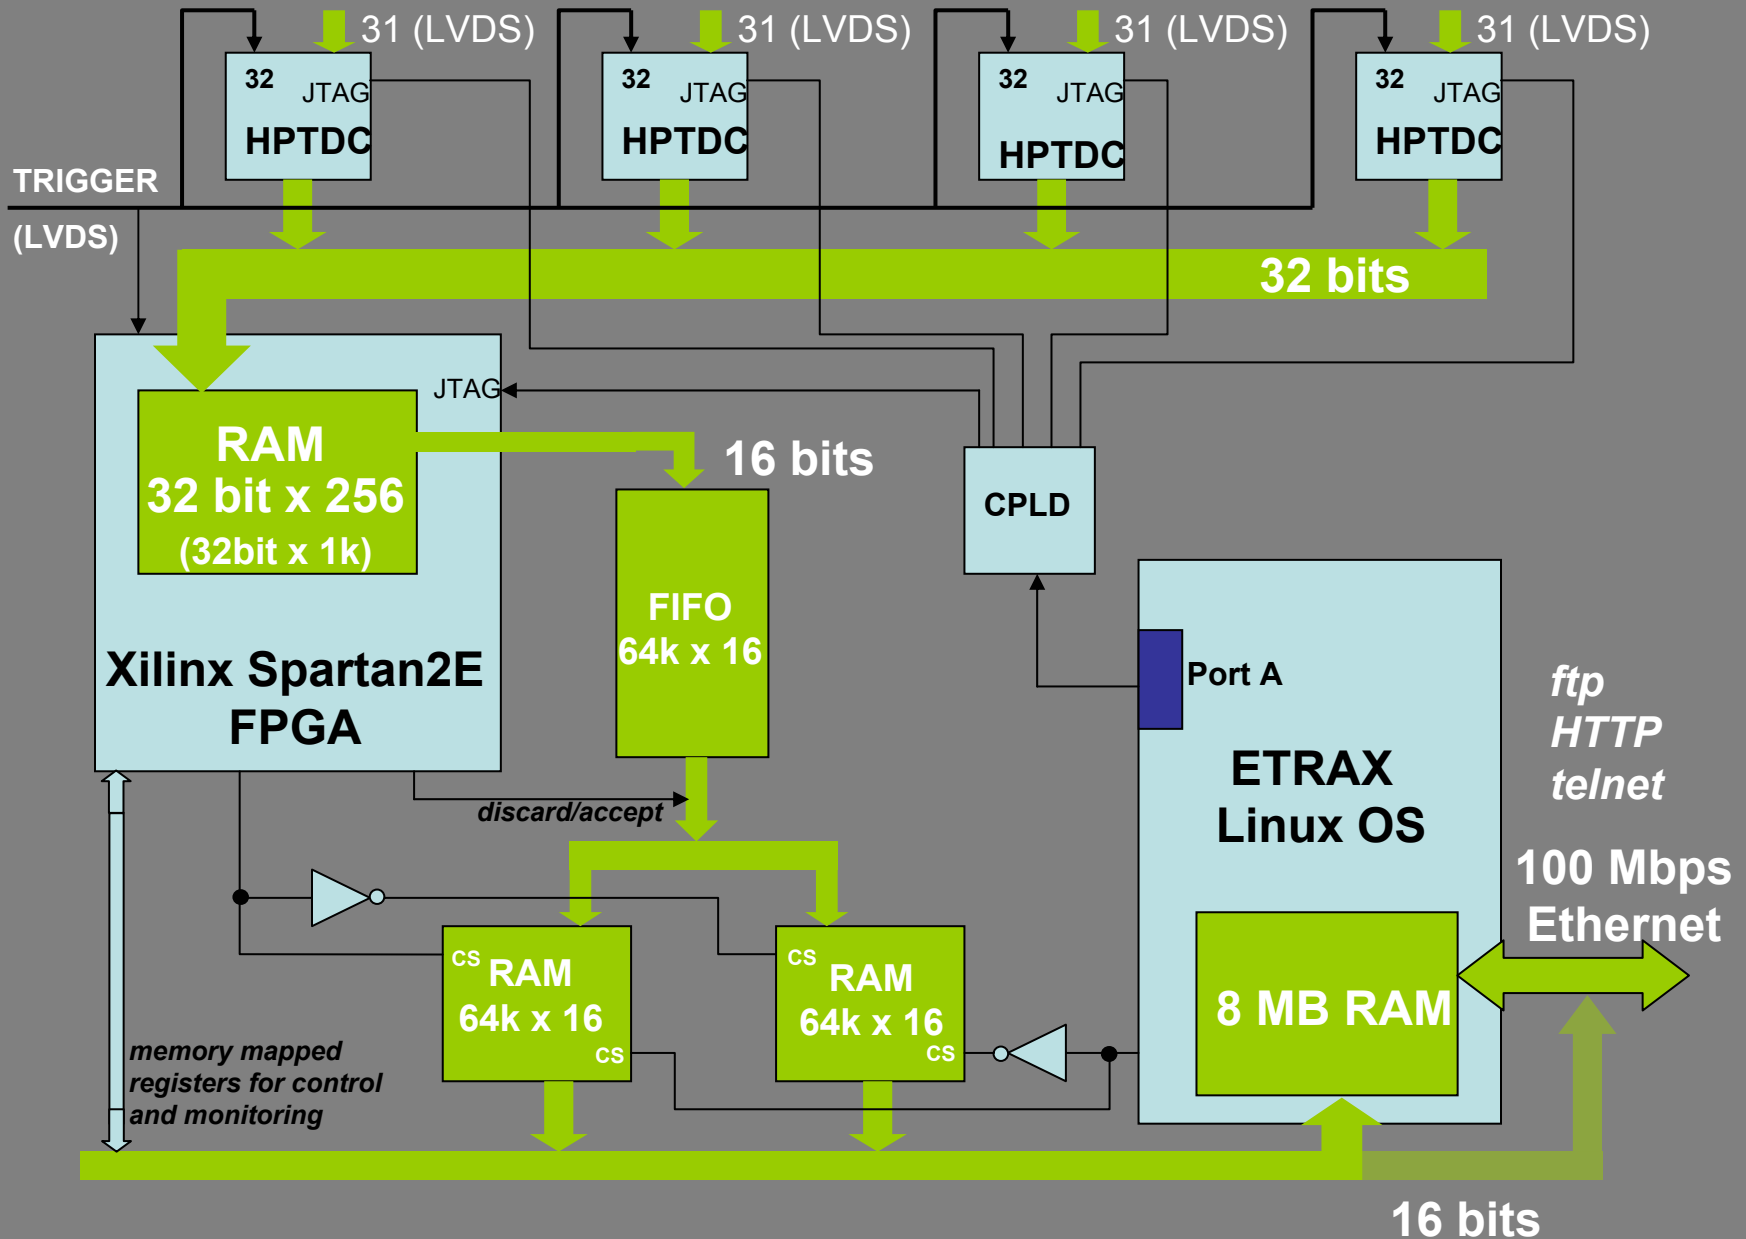 31 (LVDS)
31 (LVDS)
31 (LVDS)
31 (LVDS)
32
JTAG
HPTDC
32
JTAG
HPTDC
32
JTAG
HPTDC
32
JTAG
HPTDC
TRIGGER
(LVDS)
32 bits
JTAG
RAM
32 bit x 256
(32bit x 1k)
16 bits
CPLD
FIFO
64k x 16
Xilinx Spartan2E
FPGA
Port A
ETRAX
Linux OS
ftp
HTTP
telnet
discard/accept
100 Mbps
Ethernet
CS
RAM
64k x 16
CS
CS
RAM
64k x 16
CS
8 MB RAM
memory mapped
registers for control
and monitoring
16 bits